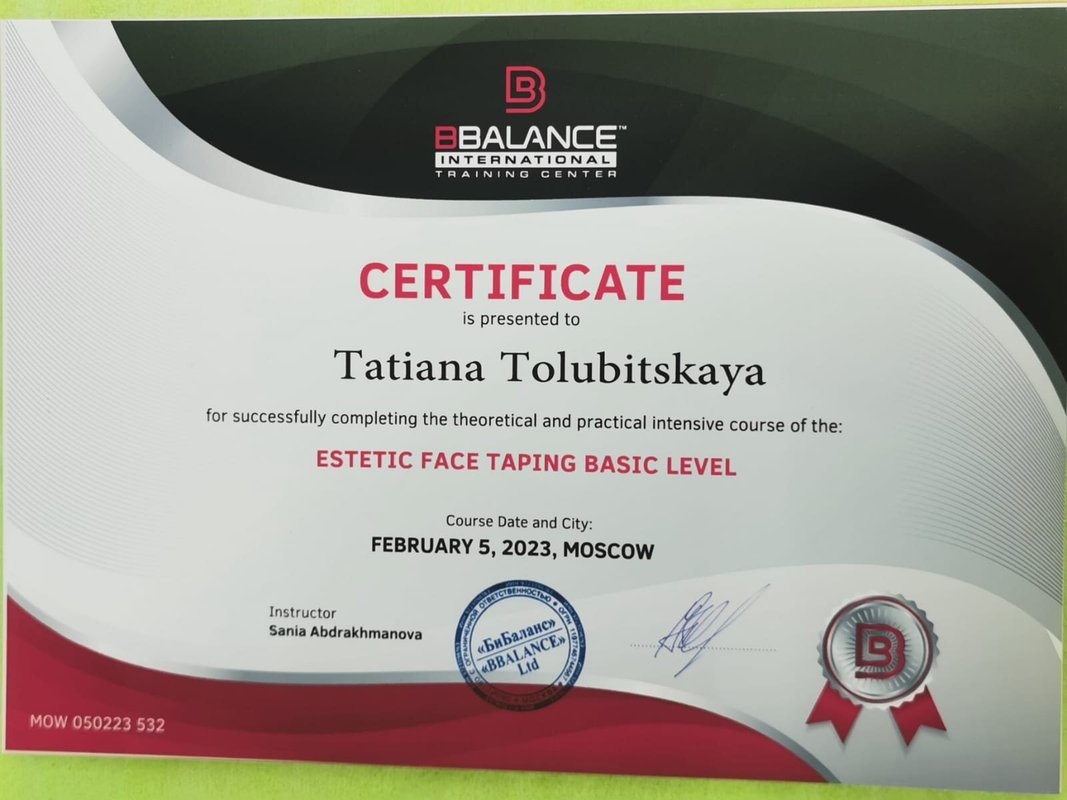 BBALANCE™
INTERNATIONAL
TRAINING CENTER
CERTIFICATE
is presented to
Tatiana Tolubitskaya
for successfully completing the theoretical and practical intensive course of the:
ESTETIC FACE TAPING BASIC LEVEL
Course Date and City:
FEBRUARY 5, 2023, MOSCOW
Instructor
Sania Abdrakhmanova
С ОГРАНИЧЕННОЙ ОТВЕТСТВЕННОСТЬЮ
«БиБаланс»
«BBALANCE»
Ltd
MOW 050223 532